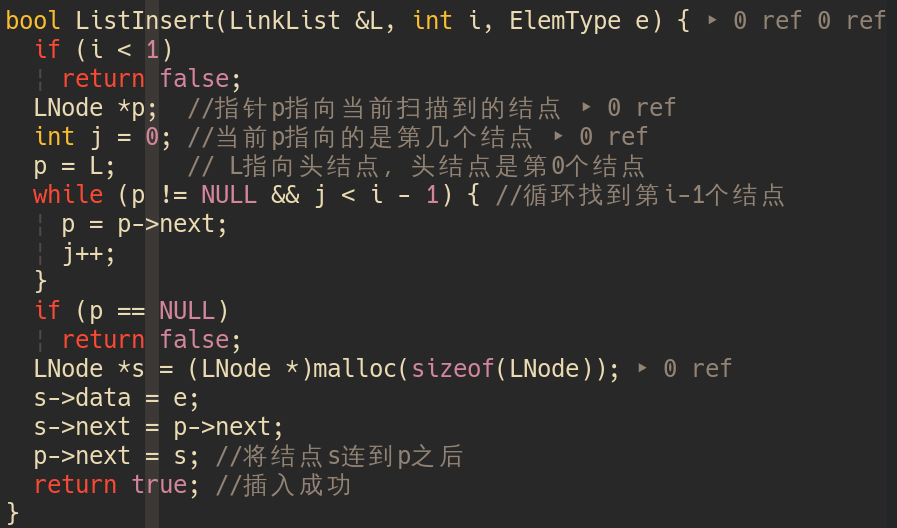 bool ListInsert(LinkList &L, int i, ElemType e) { ‣ 0 ref 0 ref
  if (i < 1)
  ¦ return false;
  LNode *p;  //指针p指向当前扫描到的结点 ‣ 0 ref
  int j = 0; //当前p指向的是第几个结点 ‣ 0 ref
  p = L;     // L指向头结点, 头结点是第0个结点
  while (p != NULL && j < i - 1) { //循环找到第i-1个结点
  ¦ p = p->next;
  ¦ j++;
  }
  if (p == NULL)
  ¦ return false;
  LNode *s = (LNode *)malloc(sizeof(LNode)); ‣ 0 ref
  s->data = e;
  s->next = p->next;
  p->next = s; //将结点s连到p之后
  return true; //插入成功
}